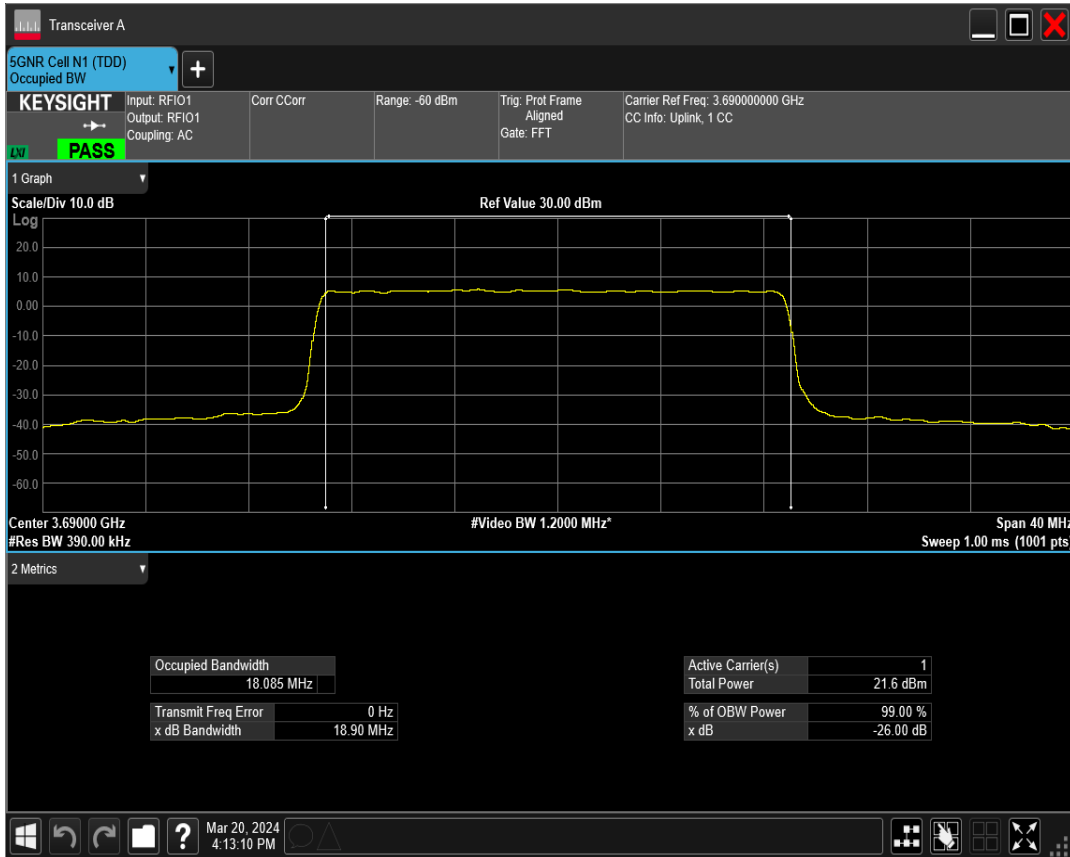 Transceiver A
5GNR Cell N1 (TDD)
Occupied BW
+
KEYSIGHT
LXI
PASS
Input: RFIO1
Output: RFIO1
Coupling: AC
Corr CCorr
Range: -60 dBm
Trig: Prot Frame
Aligned
Gate: FFT
Carrier Ref Freq: 3.690000000 GHz
CC Info: Uplink, 1 CC
1 Graph
Scale/Div 10.0 dB
Ref Value 30.00 dBm
Log
20.0
10.0
0.00
-10.0
-20.0
-30.0
-40.0
-50.0
-60.0
Center 3.69000 GHz
#Video BW 1.2000 MHz*
Span 40 MHz
#Res BW 390.00 kHz
Sweep 1.00 ms (1001 pts)
2 Metrics
Occupied Bandwidth
18.085 MHz
Transmit Freq Error 0 Hz
x dB Bandwidth 18.90 MHz
Active Carrier(s) 1
Total Power 21.6 dBm
% of OBW Power 99.00 %
x dB -26.00 dB
?
Mar 20, 2024
4:13:10 PM